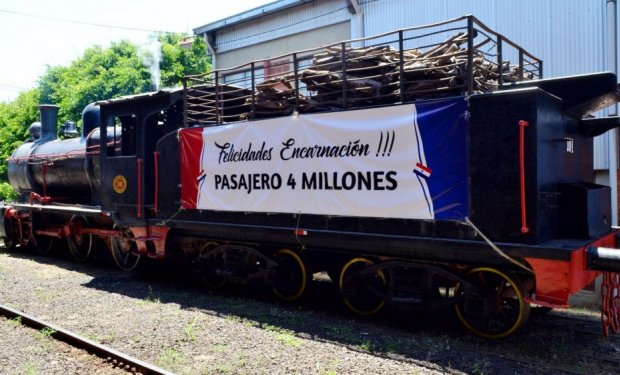 Felicidades Encarnación !!!
PASAJERO 4 MILLONES